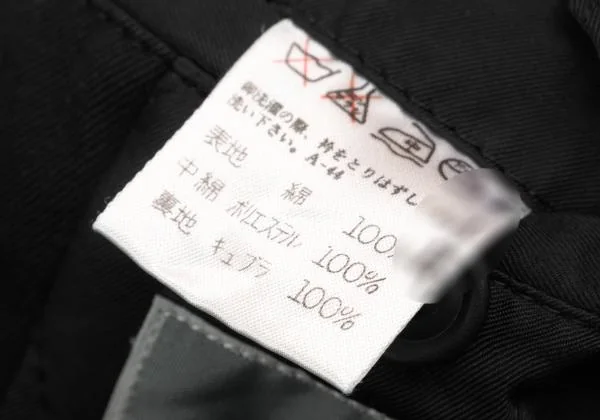 御洗濯の際、衿をとりはずし
洗い下さい。A-44
表地 綿 100%
中綿 ポリエステル 100%
裏地 キュプラ 100%